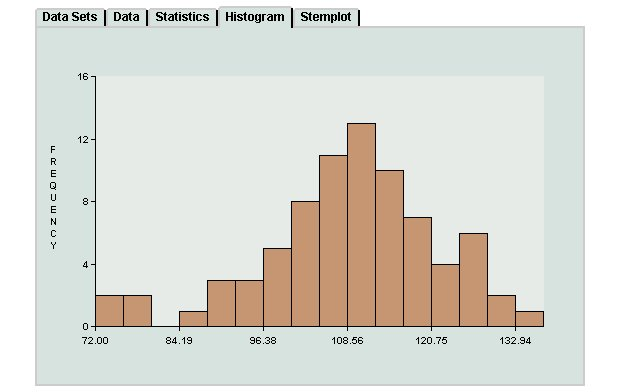 Data Sets Data Statistics Histogram Stemplot
16
12
8
4
0
FREQUENCY
72.00 84.19 96.38 108.56 120.75 132.94